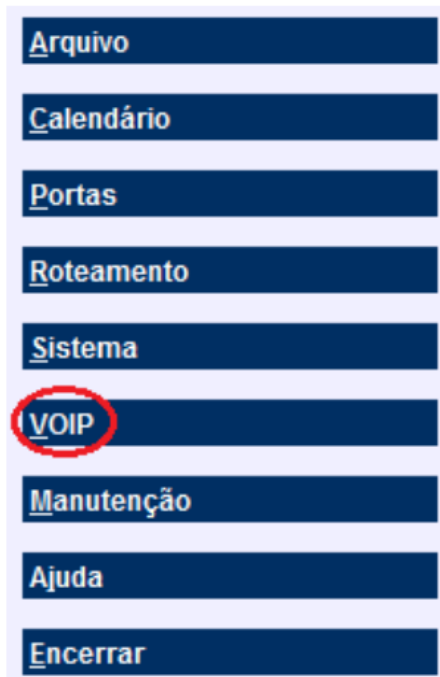 Arquivo
Calendário
Portas
Roteamento
Sistema
VOIP
Manutenção
Ajuda
Encerrar